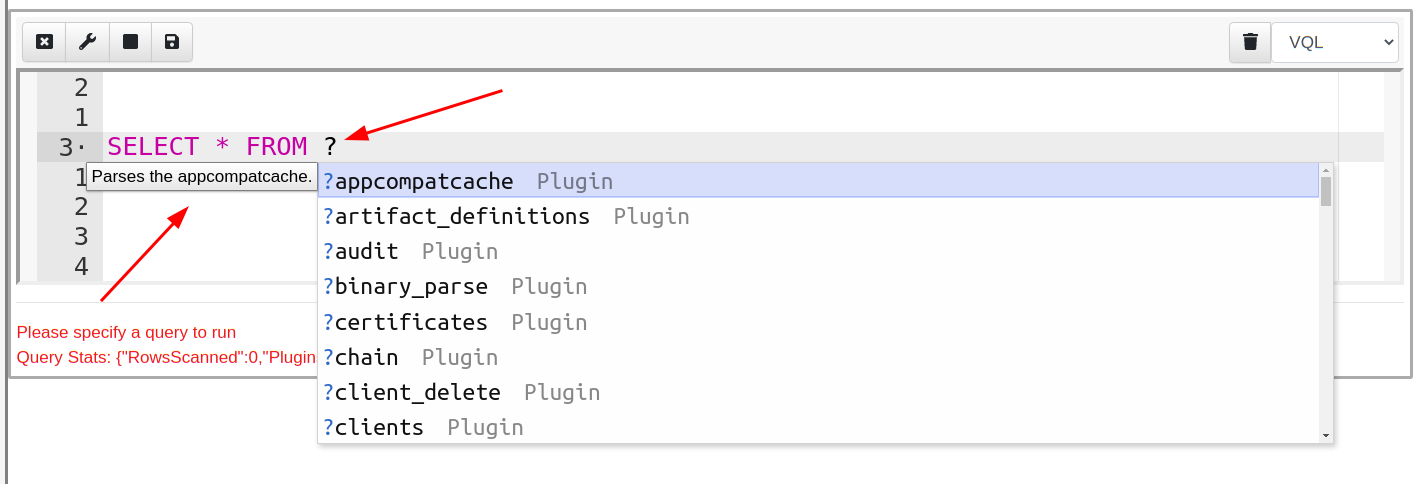 VQL
2
1
3· SELECT * FROM ?
1 Parses the appcompatcache. ?appcompatcache Plugin
2 ?artifact_definitions Plugin
3 ?audit Plugin
4 ?binary_parse Plugin
?certificates Plugin
Please specify a query to run
Query Stats: {"RowsScanned":0,"Plugin ?chain Plugin
?client_delete Plugin
?clients Plugin